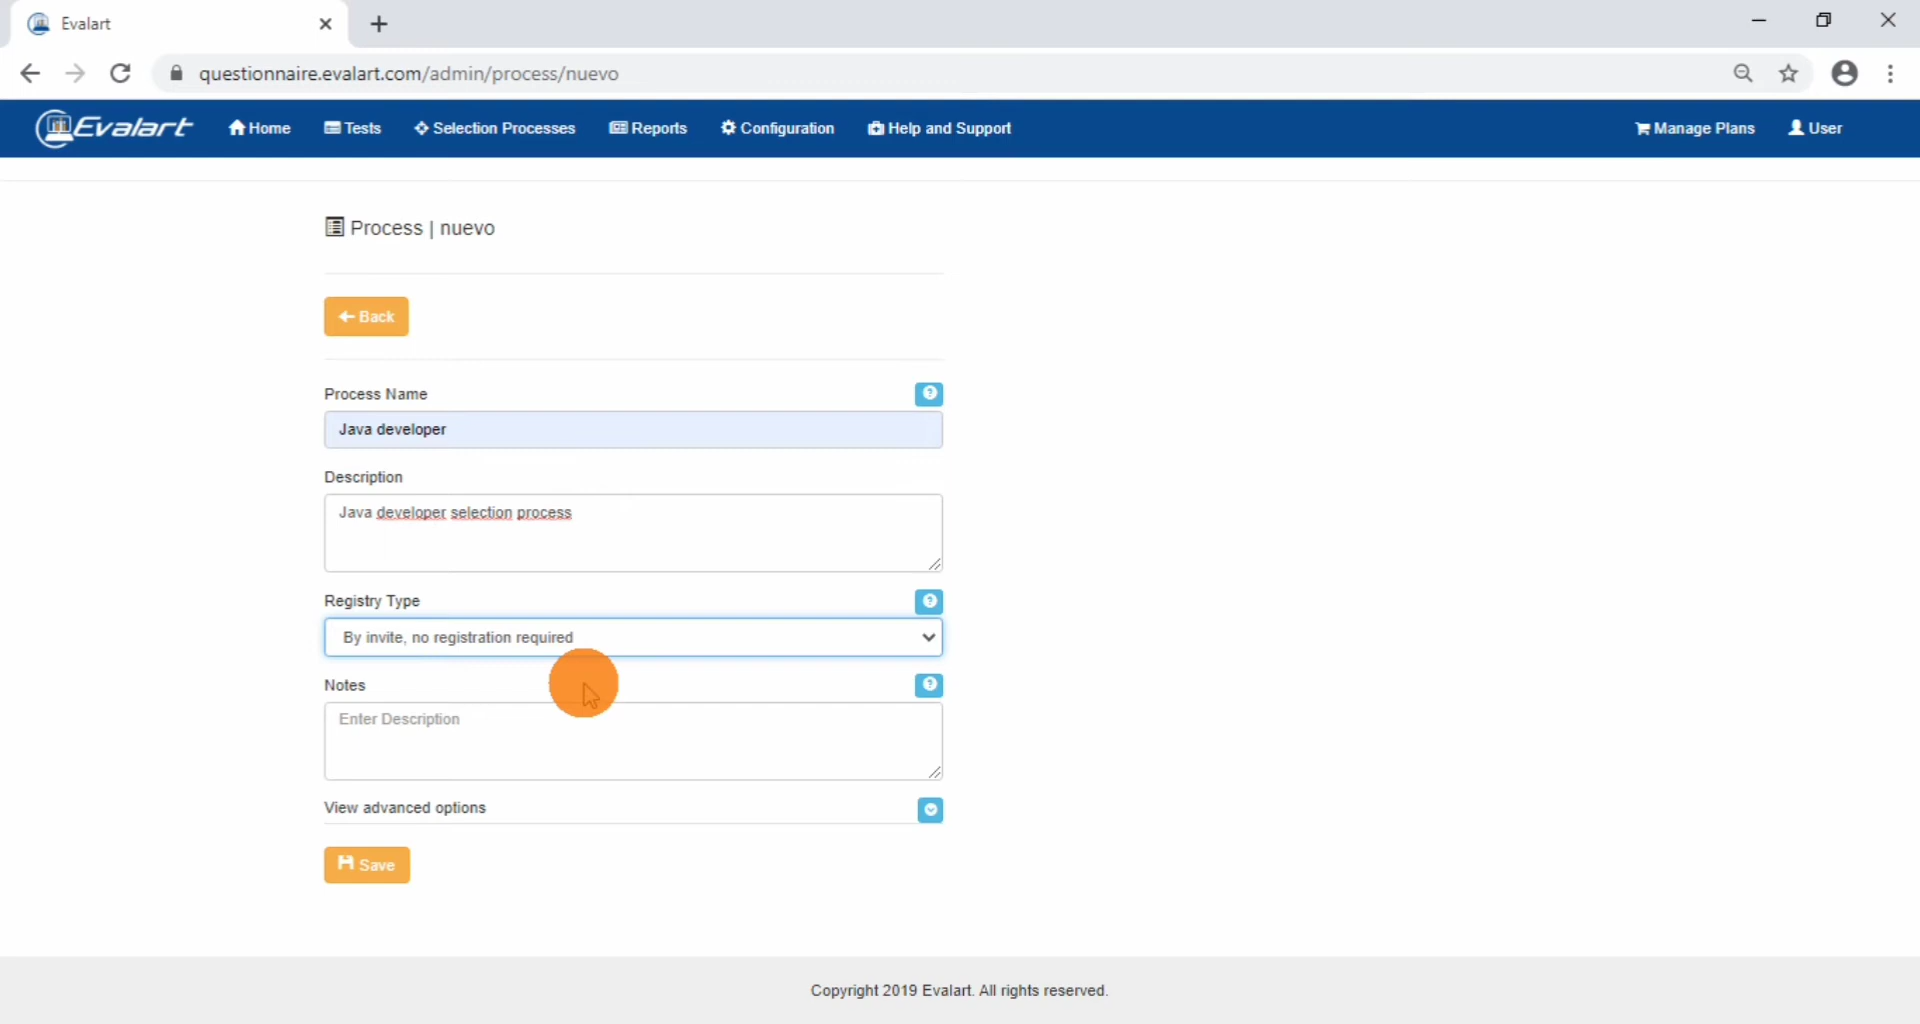 Evalart
questionnaire.evalart.com/admin/process/nuevo
Evalart Home Tests Selection Processes Reports Configuration Help and Support Manage Plans User
Process | nuevo
Back
Process Name
Java developer
Description
Java developer selection process
Registry Type
By invite, no registration required
Notes
Enter Description
View advanced options
Save
Copyright 2019 Evalart. All rights reserved.